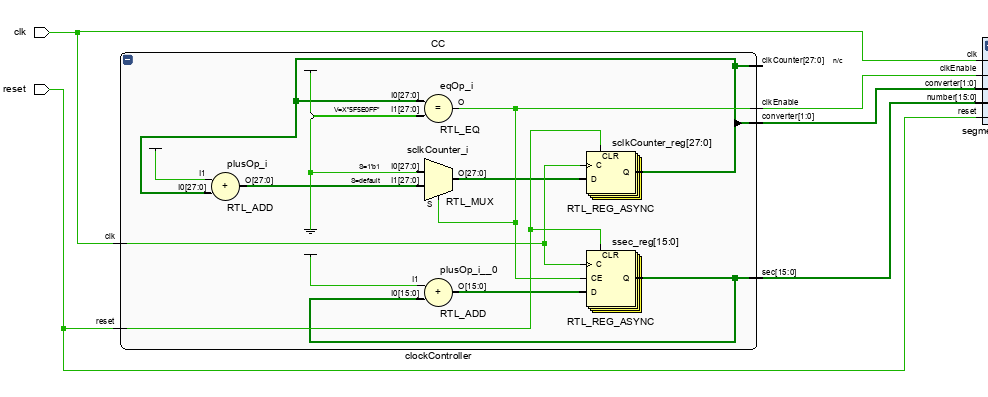 clk
CC
clkCounter[27:0] n/c
clk
reset
eqOp_i
clkEnable
I0[27:0]
O
converter[1:0]
V=X"5F5E0FF"
I1[27:0]
clkEnable
number[15:0]
RTL_EQ
converter[1:0]
reset
sclkCounter_i
sclkCounter_reg[27:0]
segme
plusOp_i
S=1'b1
I0[27:0]
O[27:0]
CLR
C
I1
O[27:0]
S=default
I1[27:0]
D
Q
I0[27:0]
+
=
RTL_ADD
S
RTL_MUX
RTL_REG_ASYNC
clk
ssec_reg[15:0]
CLR
plusOp_i__0
C
I1
O[15:0]
CE
Q
sec[15:0]
I0[15:0]
+
D
RTL_ADD
RTL_REG_ASYNC
reset
clockController